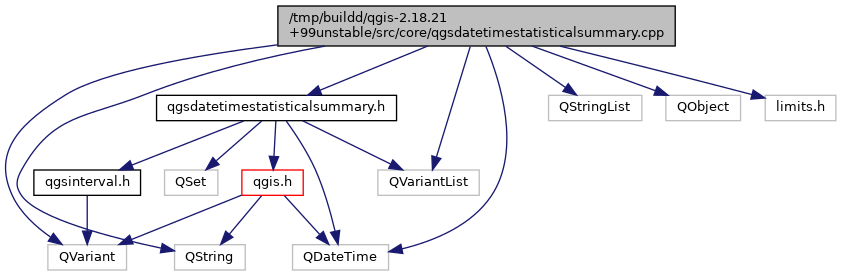 /tmp/buildd/qgis-2.18.21
+99unstable/src/core/qgsdatetimestatisticalsummary.cpp
qgsdatetimestatisticalsummary.h
QStringList
QObject
limits.h
qgsinterval.h
QSet
qgis.h
QVariantList
QVariant
QString
QDateTime